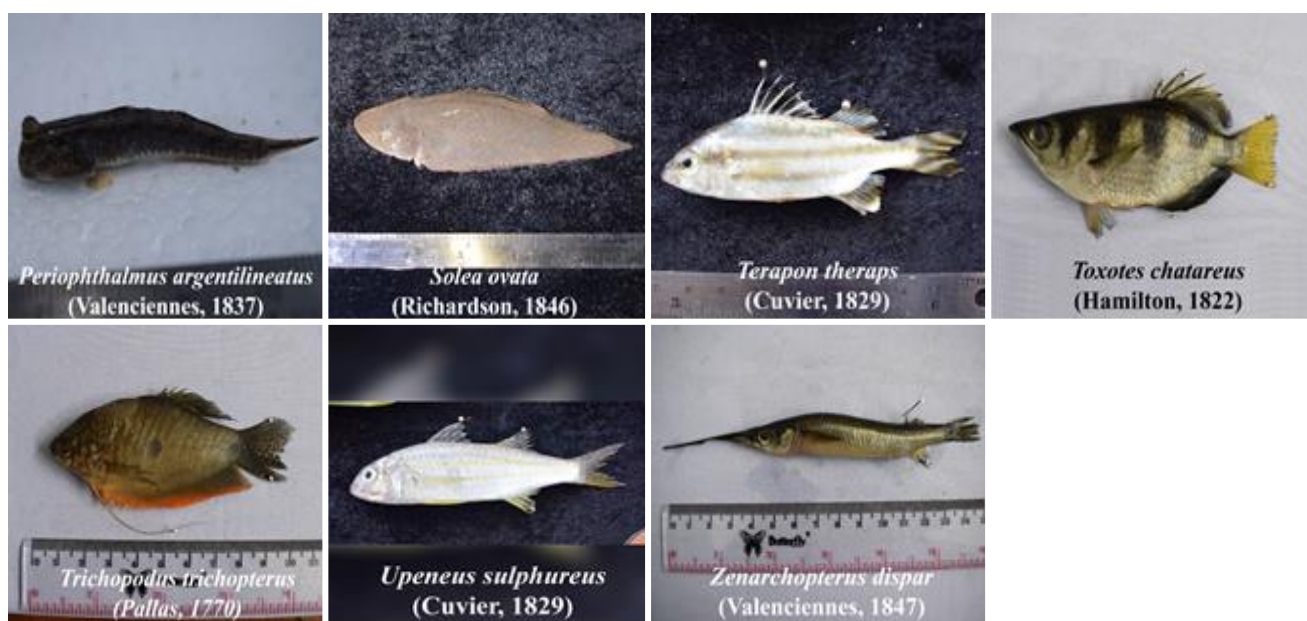 Periophthalmus argentilineatus
(Valenciennes, 1837)
Solea ovata
(Richardson, 1846)
Terapon theraps
(Cuvier, 1829)
Toxotes chatareus
(Hamilton, 1822)
Trichopodus trichopterus
(Pallas, 1770)
Upeneus sulphureus
(Cuvier, 1829)
Butterfly
Zenarchopterus dispar
(Valenciennes, 1847)